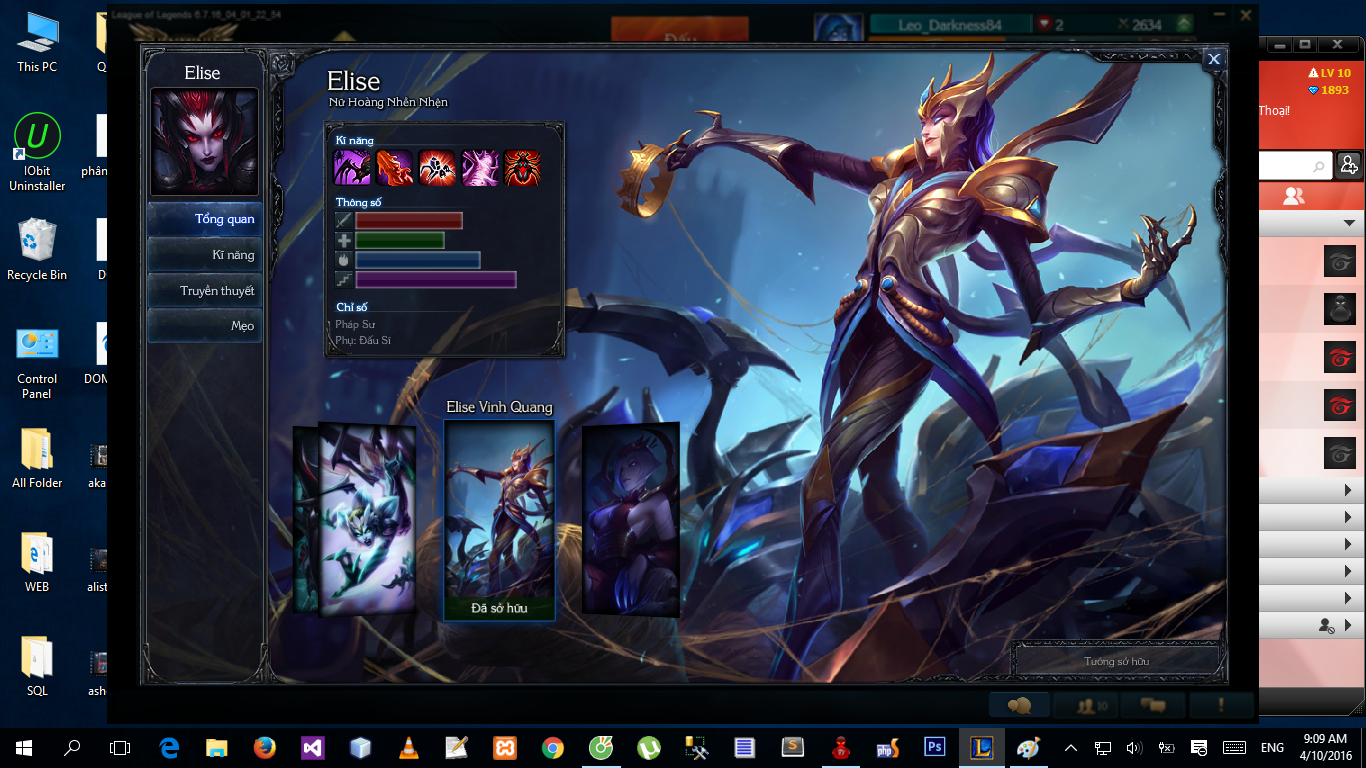 League of Legends 6.7.16_04_01_22_54
Đấu
Leo_Darkness84
2
2634
This PC
IObit
Uninstaller
phân
Recycle Bin
Control
Panel
All Folder
aka
WEB
alist
SQL
ash
Elise
Tổng quan
Kĩ năng
Truyền thuyết
Mẹo
Elise
Nữ Hoàng Nhền Nhện
Kĩ năng
Thông số
Chỉ số
Pháp Sư
Phụ: Đấu Sĩ
Elise Vinh Quang
Đã sở hữu
Tướng sở hữu
10
LV 10
1893
Thoại!
ENG
9:09 AM
4/10/2016